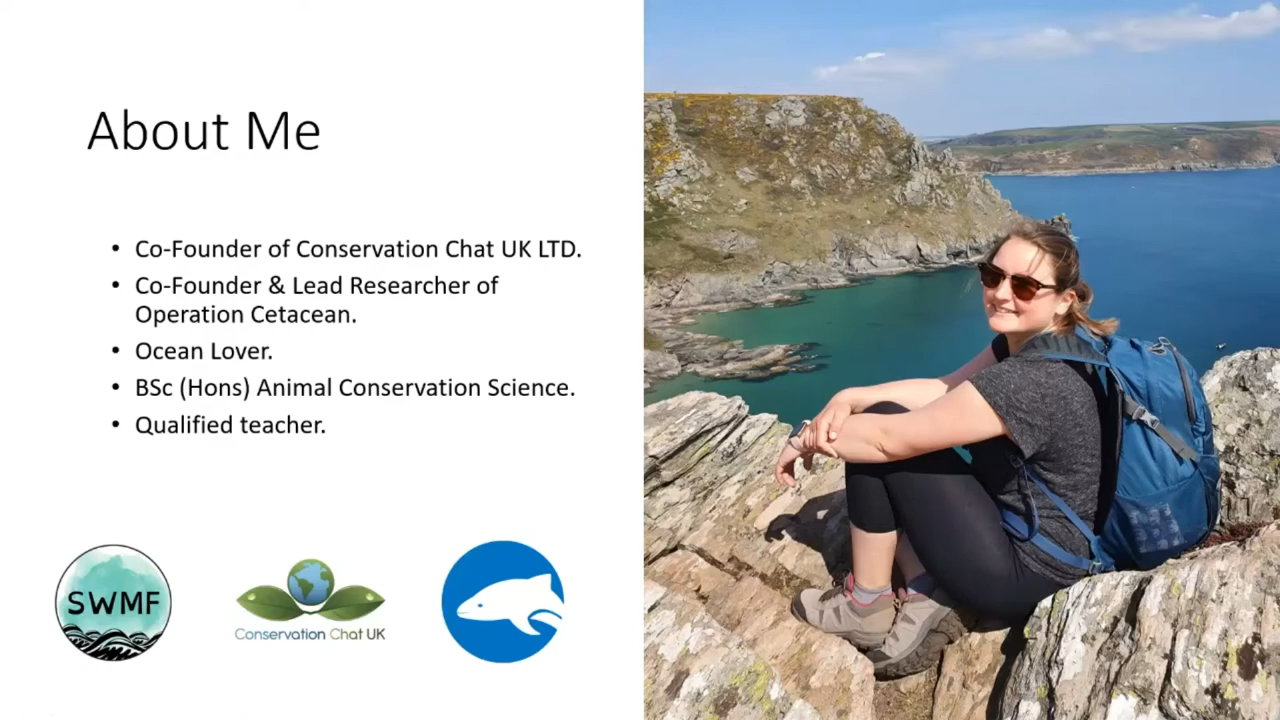 About Me
• Co-Founder of Conservation Chat UK LTD.
• Co-Founder & Lead Researcher of
Operation Cetacean.
• Ocean Lover.
• BSc (Hons) Animal Conservation Science.
• Qualified teacher.
SWMF
Conservation Chat UK